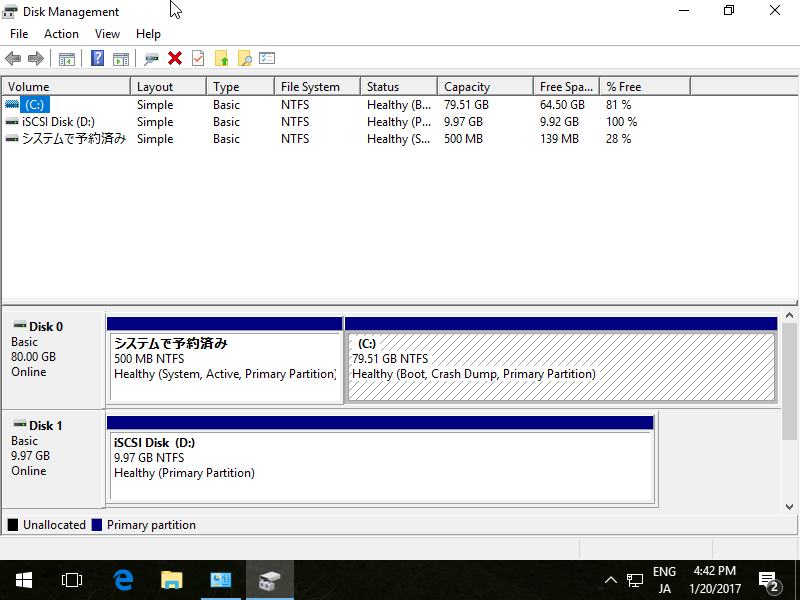 Disk Management
File Action View Help
Volume Layout Type File System Status Capacity Free Spa... % Free
(C:) Simple Basic NTFS Healthy (B... 79.51 GB 64.50 GB 81 %
iSCSI Disk (D:) Simple Basic NTFS Healthy (P... 9.97 GB 9.92 GB 100 %
システムで予約済み Simple Basic NTFS Healthy (S... 500 MB 139 MB 28 %
Disk 0
Basic
80.00 GB
Online
システムで予約済み
500 MB NTFS
Healthy (System, Active, Primary Partition)
(C:)
79.51 GB NTFS
Healthy (Boot, Crash Dump, Primary Partition)
Disk 1
Basic
9.97 GB
Online
iSCSI Disk (D:)
9.97 GB NTFS
Healthy (Primary Partition)
Unallocated Primary partition
ENG
JA
4:42 PM
1/20/2017
2